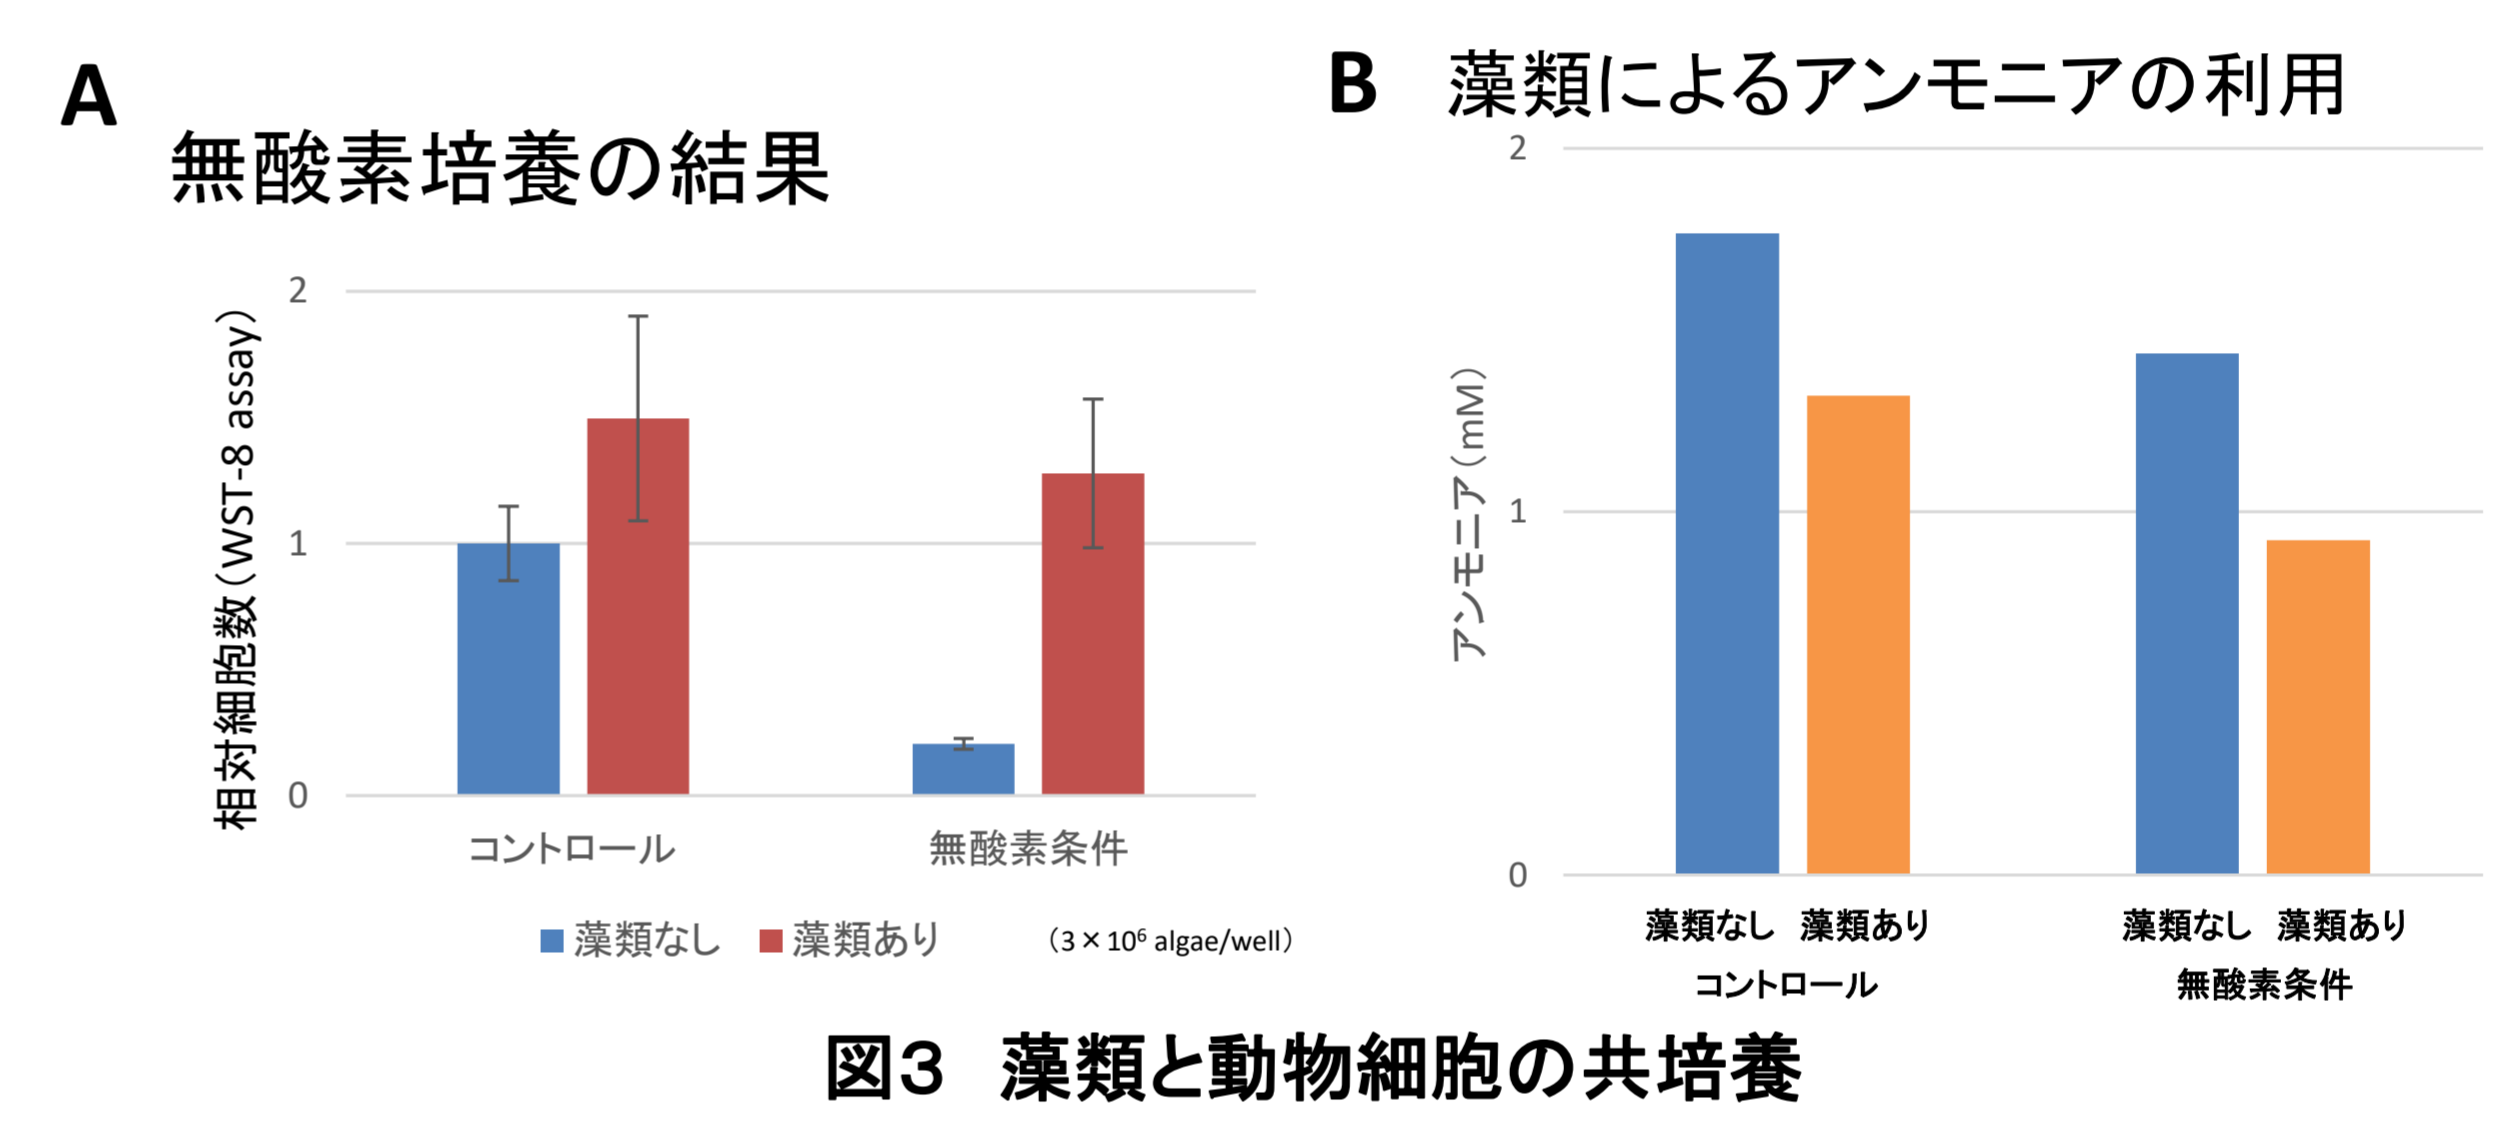 A
無酸素培養の結果
相対細胞数（WST-8 assay）
2
1
0
コントロール 無酸素条件
藻類なし 藻類あり （3×10⁶ algae/well）
B 藻類によるアンモニアの利用
アンモニア（mM）
2
1
0
藻類なし 藻類あり 藻類なし 藻類あり
コントロール 無酸素条件
図３ 藻類と動物細胞の共培養